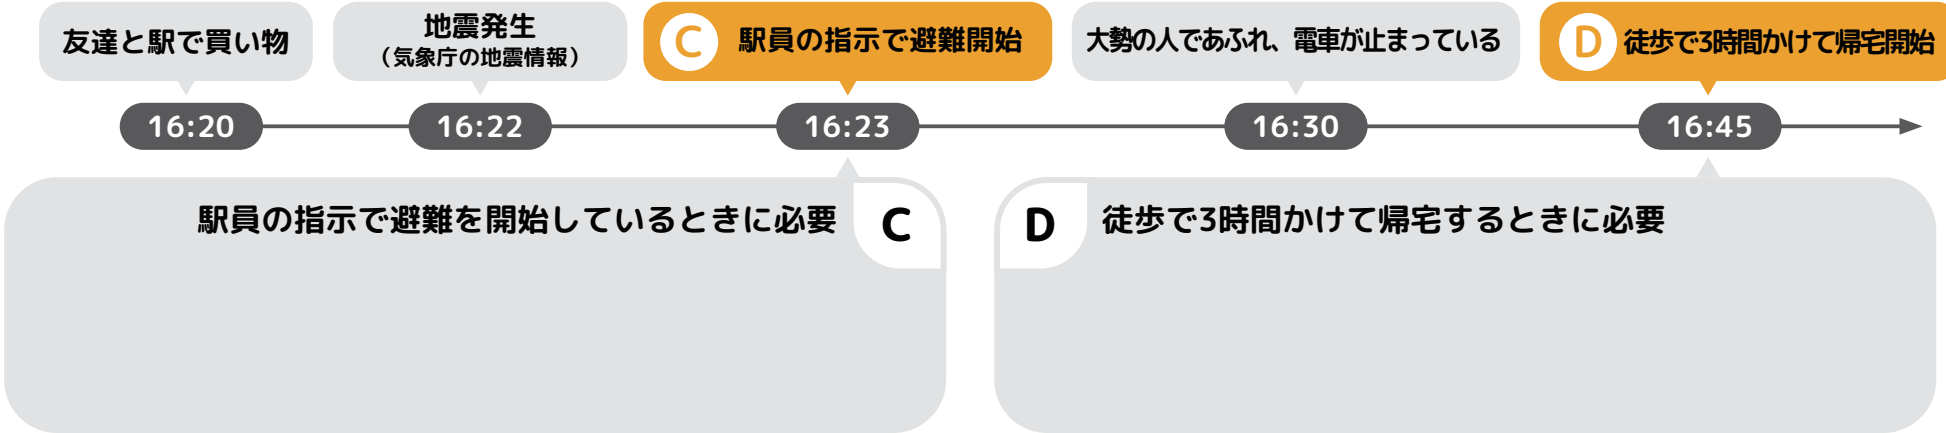 友達と駅で買い物
地震発生
（気象庁の地震情報）
C 駅員の指示で避難開始
大勢の人であふれ、電車が止まっている
D 徒歩で3時間かけて帰宅開始
16:20
16:22
16:23
16:30
16:45
駅員の指示で避難を開始しているときに必要 C
D 徒歩で3時間かけて帰宅するときに必要